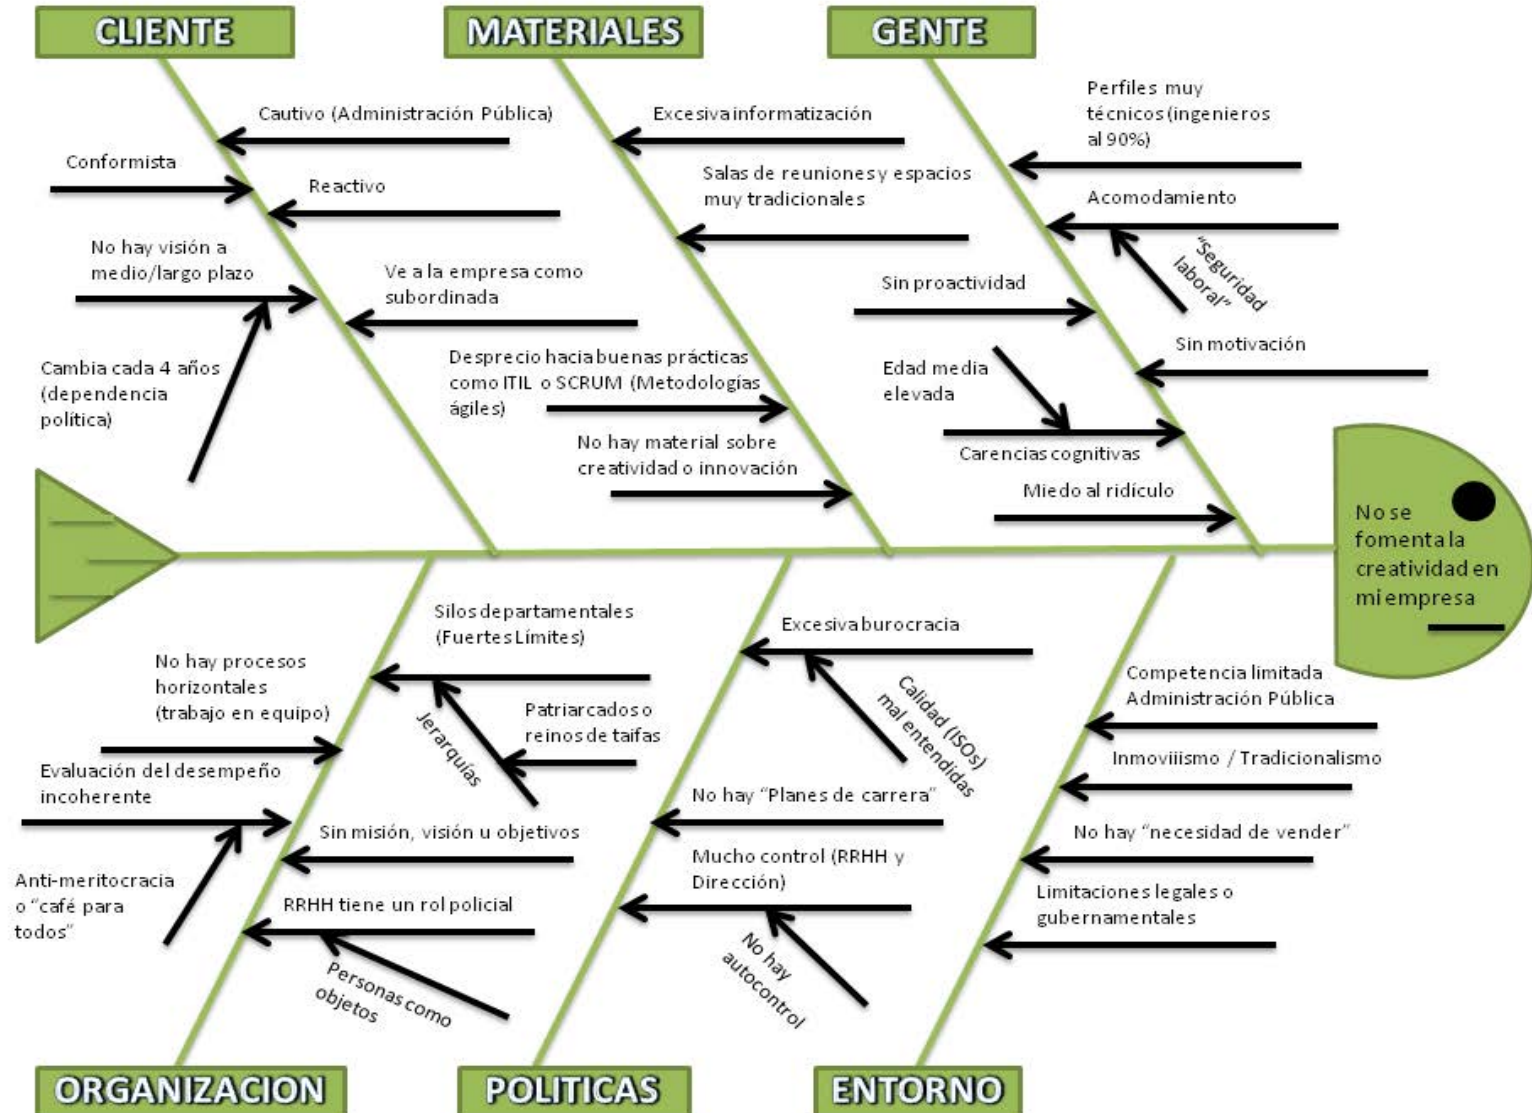 CLIENTE
MATERIALES
GENTE
Cautivo (Administración Pública)
Conformista
Reactivo
No hay visión a
medio/largo plazo
Ve a la empresa como
subordinada
Cambia cada 4 años
(dependencia
política)
Excesiva informatización
Salas de reuniones y espacios
muy tradicionales
Desprecio hacia buenas prácticas
como ITIL o SCRUM (Metodologías
ágiles)
No hay material sobre
creatividad o innovación
Perfiles muy
técnicos (ingenieros
al 90%)
Acomodamiento
"Seguridad
laboral"
Sin proactividad
Sin motivación
Edad media
elevada
Carencias cognitivas
Miedo al ridículo
No se
fomenta la
creatividad en
mi empresa
Silos departamentales
(Fuertes Límites)
No hay procesos
horizontales
(trabajo en equipo)
Jerarquías
Patriarcados o
reinos de taifas
Evaluación del desempeño
incoherente
Sin misión, visión u objetivos
Anti-meritocracia
o "café para
todos"
RRHH tiene un rol policial
Personas como
objetos
Excesiva burocracia
Calidad (ISOs)
mal entendidas
No hay "Planes de carrera"
Mucho control (RRHH y
Dirección)
No hay
autocontrol
Competencia limitada
Administración Pública
Inmoviiismo / Tradicionalismo
No hay "necesidad de vender"
Limitaciones legales o
gubernamentales
ORGANIZACION
POLITICAS
ENTORNO